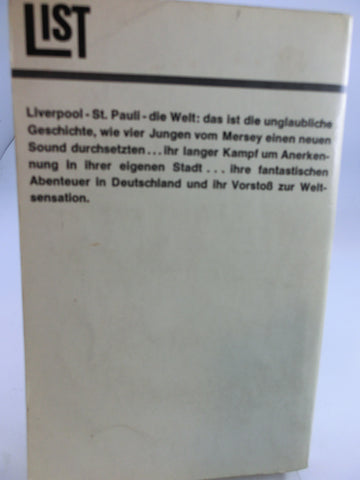 LIST
Liverpool - St. Pauli - die Welt: das ist die unglaubliche
Geschichte, wie vier Jungen vom Mersey einen neuen
Sound durchsetzten ... ihr langer Kampf um Anerken-
nung in ihrer eigenen Stadt ... ihre fantastischen
Abenteuer in Deutschland und ihr Vorstoß zur Welt-
sensation.